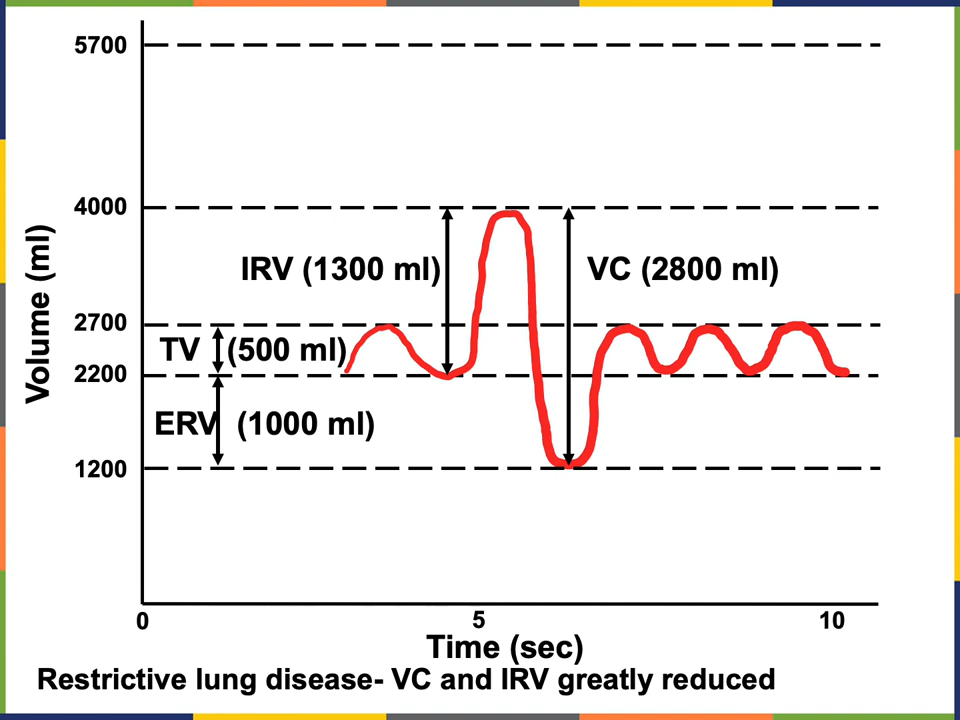 5700
4000
IRV (1300 ml)
VC (2800 ml)
Volume (ml)
2700
TV (500 ml)
2200
ERV (1000 ml)
1200
0
5
10
Time (sec)
Restrictive lung disease- VC and IRV greatly reduced